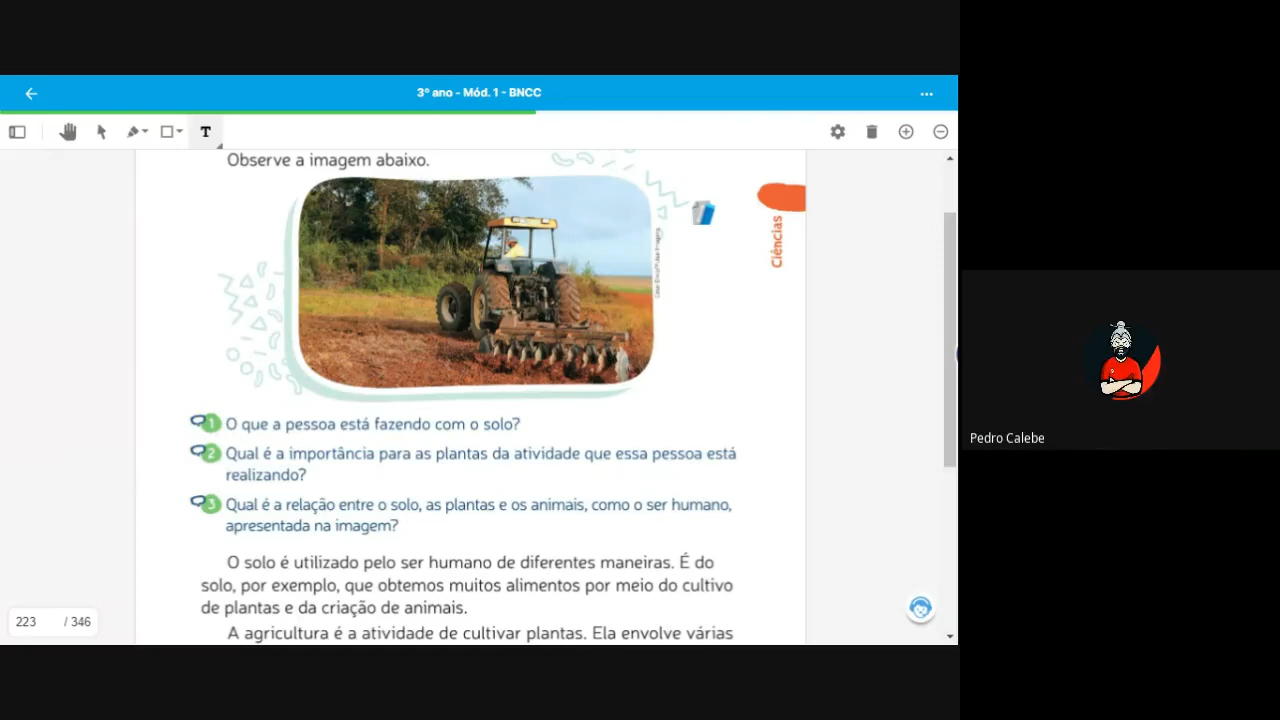 3º ano - Mód. 1 - BNCC
T
Observe a imagem abaixo.
Ciências
1 O que a pessoa está fazendo com o solo?
2 Qual é a importância para as plantas da atividade que essa pessoa está
realizando?
3 Qual é a relação entre o solo, as plantas e os animais, como o ser humano,
apresentada na imagem?
O solo é utilizado pelo ser humano de diferentes maneiras. É do
solo, por exemplo, que obtemos muitos alimentos por meio do cultivo
de plantas e da criação de animais.
A agricultura é a atividade de cultivar plantas. Ela envolve várias
223 / 346
Pedro Calebe